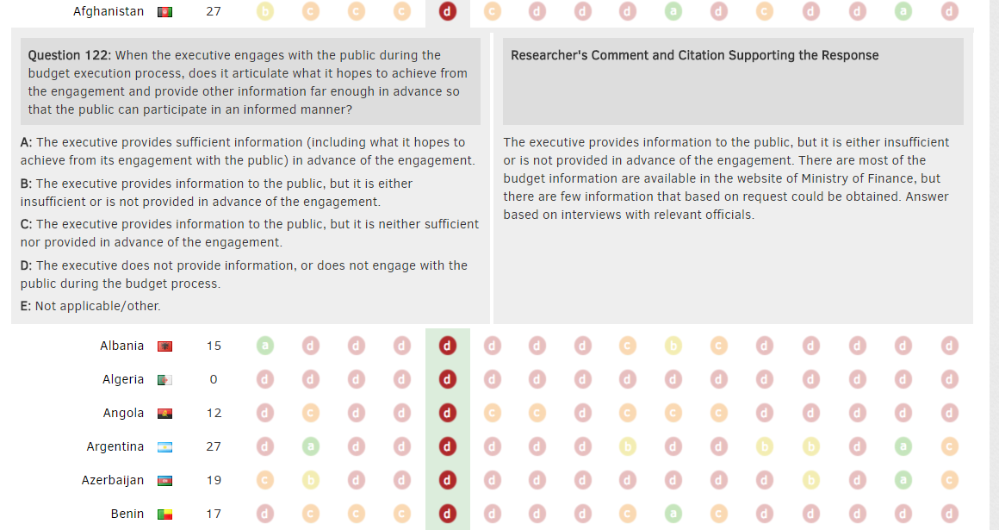 Afghanistan 27 b c c c d c d d d a d c d d a d
Question 122: When the executive engages with the public during the
budget execution process, does it articulate what it hopes to achieve from
the engagement and provide other information far enough in advance so
that the public can participate in an informed manner?
A: The executive provides sufficient information (including what it hopes to
achieve from its engagement with the public) in advance of the engagement.
B: The executive provides information to the public, but it is either
insufficient or is not provided in advance of the engagement.
C: The executive provides information to the public, but it is neither sufficient
nor provided in advance of the engagement.
D: The executive does not provide information, or does not engage with the
public during the budget process.
E: Not applicable/other.
Researcher's Comment and Citation Supporting the Response
The executive provides information to the public, but it is either insufficient
or is not provided in advance of the engagement. There are most of the
budget information are available in the website of Ministry of Finance, but
there are few information that based on request could be obtained. Answer
based on interviews with relevant officials.
Albania 15 a d d d d d d d c b c d d d d d
Algeria 0 d d d d d d d d d d d d d d d d
Angola 12 d c d d d c c d c c c d d d d d
Argentina 27 d a d d d d d d b d d b b d a c
Azerbaijan 19 c b d d d d d d d d d d b d a c
Benin 17 d c c c d d d d c a c d d d d d